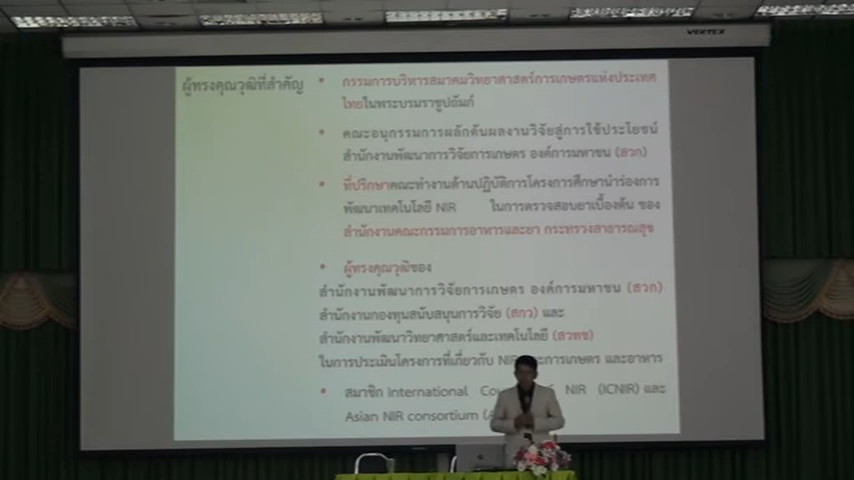 VERTEX
ผู้ทรงคุณวุฒิที่สำคัญ
• กรรมการบริหารสมาคมวิทยาศาสตร์การเกษตรแห่งประเทศ
ไทยในพระบรมราชูปถัมภ์
• คณะอนุกรรมการผลักดันผลงานวิจัยสู่การใช้ประโยชน์
สำนักงานพัฒนาการวิจัยการเกษตร องค์การมหาชน (สวก)
• ที่ปรึกษาคณะทำงานด้านปฏิบัติการโครงการศึกษานำร่องการ
พัฒนาเทคโนโลยี NIR ในการตรวจสอบยาเบื้องต้น ของ
สำนักงานคณะกรรมการอาหารและยา กระทรวงสาธารณสุข
• ผู้ทรงคุณวุฒิของ
สำนักงานพัฒนาการวิจัยการเกษตร องค์การมหาชน (สวก)
สำนักงานกองทุนสนับสนุนการวิจัย (สกว) และ
สำนักงานพัฒนาวิทยาศาสตร์และเทคโนโลยี (สวทช)
ในการประเมินโครงการที่เกี่ยวกับ NIR และการเกษตร และอาหาร
• สมาชิก International NIR (ICNIR) และ
Asian NIR consortium